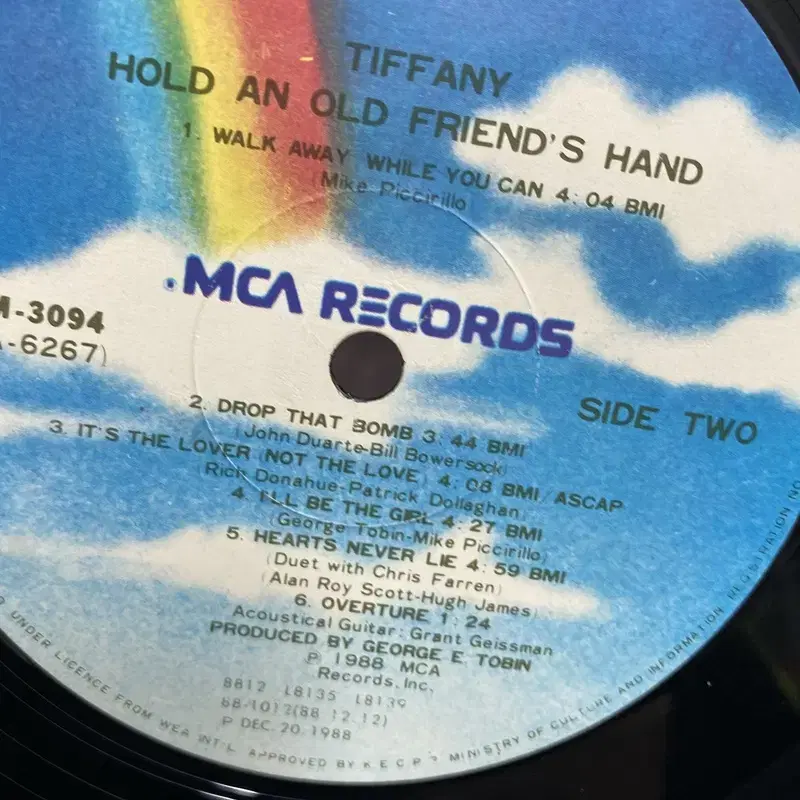 TIFFANY
HOLD AN OLD FRIEND'S HAND
1. WALK AWAY WHILE YOU CAN 4:04 BMI
(Mike Piccirillo)
MCA RECORDS
-3094
-6267)
SIDE TWO
2. DROP THAT BOMB 3:44 BMI
(John Duarte-Bill Bowersock)
3. IT'S THE LOVER (NOT THE LOVE) 4:08 BMI/ASCAP
(Rick Donahue-Patrick Dollaghan)
4. I'LL BE THE GIRL 4:27 BMI
(George Tobin-Mike Piccirillo)
5. HEARTS NEVER LIE 4:59 BMI
(Duet with Chris Farren)
(Alan Roy Scott-Hugh James)
6. OVERTURE 1:24
Acoustical Guitar: Grant Geissman
PRODUCED BY GEORGE E. TOBIN
℗ 1988 MCA
Records, Inc.
8812 L8135 L8139
88-1012(88.12.12)
P DEC.20.1988
UNDER LICENCE FROM WEA INT'L APPROVED BY K.E.C.P.'s MINISTRY OF CULTURE AND INFORMATION REGISTRATION NO.